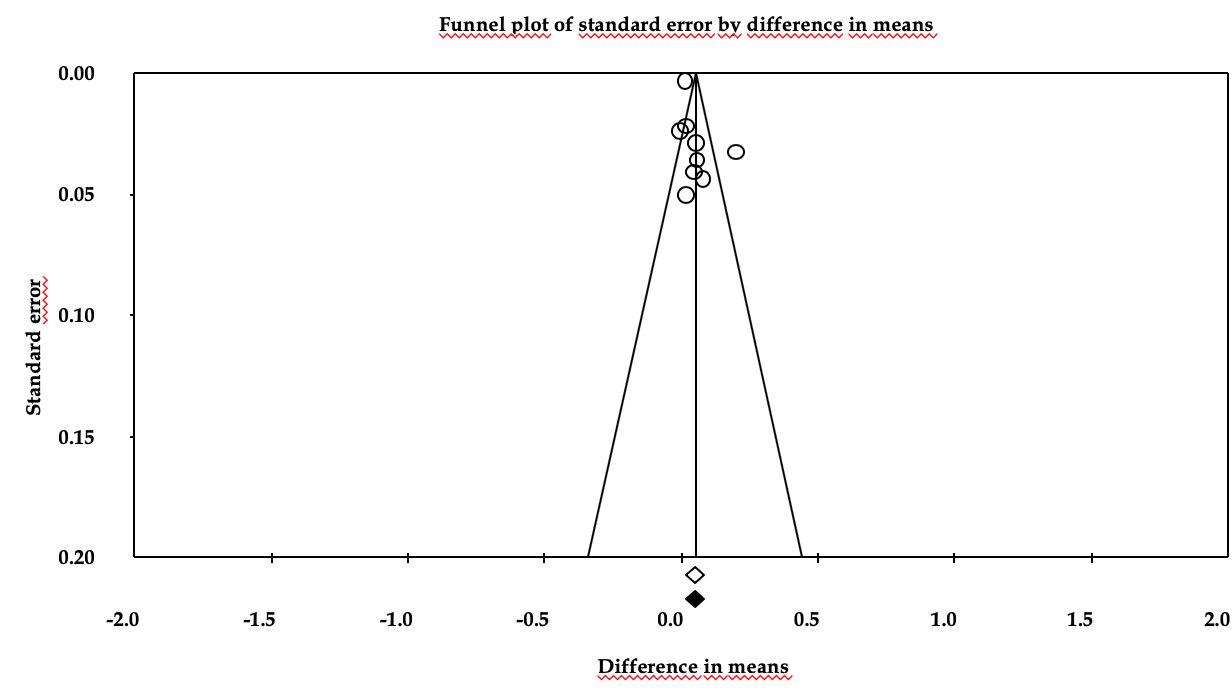 Funnel plot of standard error by difference in means
0.00
0.05
0.10
0.15
0.20
Standard error
-2.0 -1.5 -1.0 -0.5 0.0 0.5 1.0 1.5 2.0
Difference in means